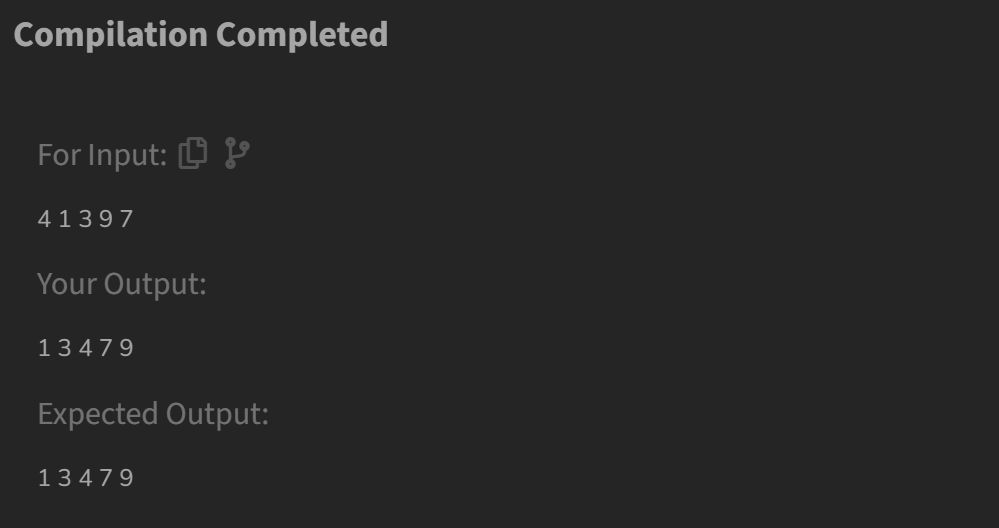 Compilation Completed
For Input:
4 1 3 9 7
Your Output:
1 3 4 7 9
Expected Output:
1 3 4 7 9